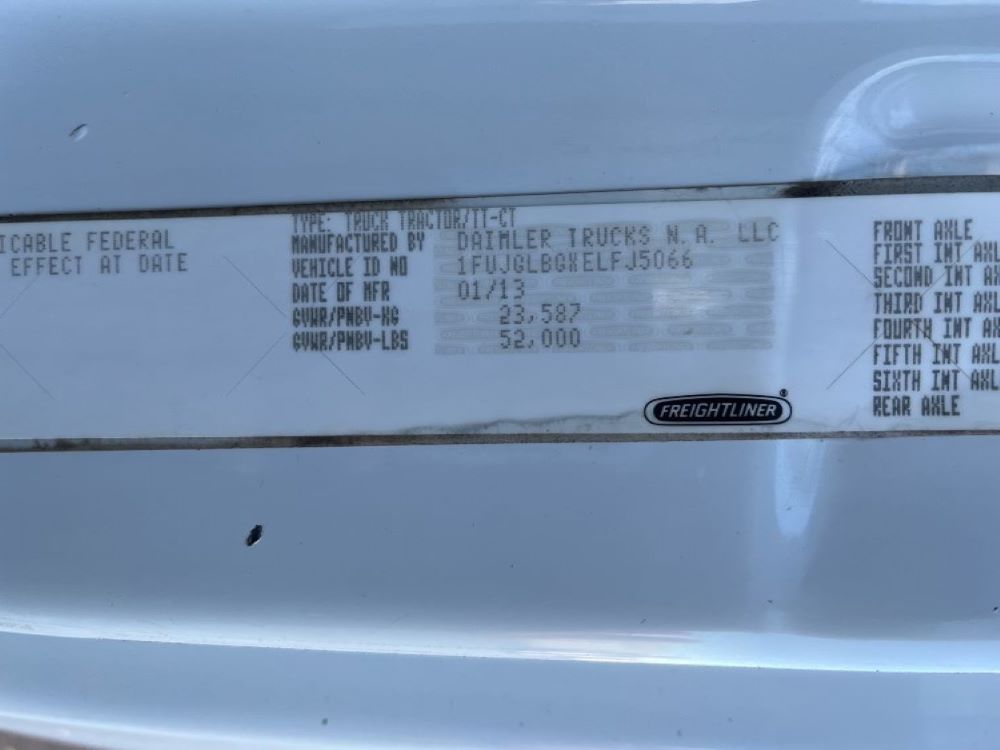 ICABLE FEDERAL
EFFECT AT DATE
TYPE: TRUCK TRACTOR/TT-CT
MANUFACTURED BY DAIMLER TRUCKS N.A. LLC
VEHICLE ID NO 1FUJGLBGXELFJ5066
DATE OF MFR 01/13
GVWR/PNBV-KG 23,587
GVWR/PNBV-LBS 52,000
FREIGHTLINER
FRONT AXLE
FIRST INT AXL
SECOND INT AX
THIRD INT AXL
FOURTH INT AX
FIFTH INT AXL
SIXTH INT AXL
REAR AXLE